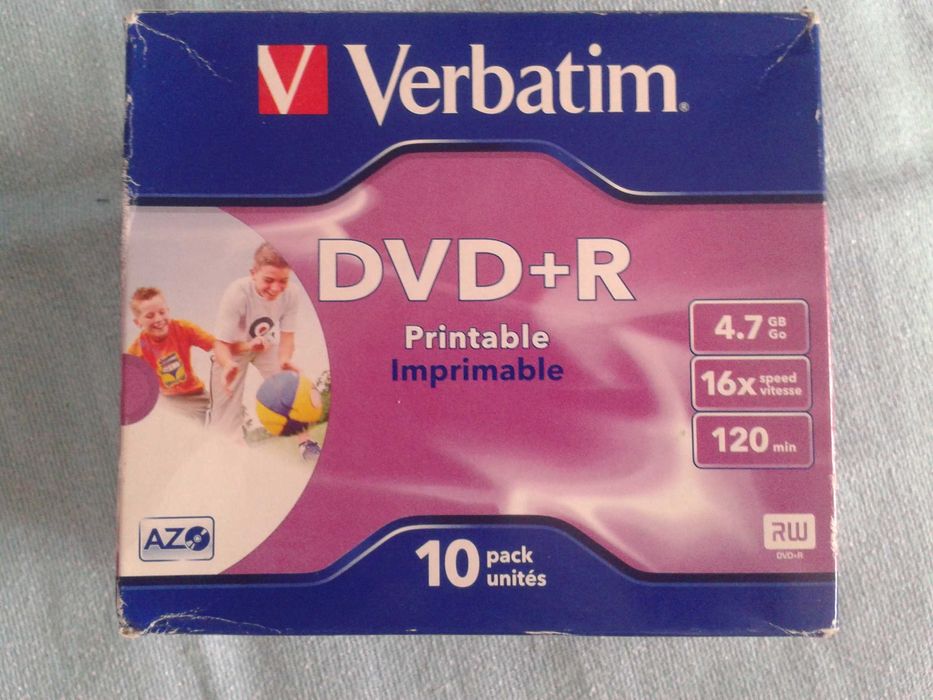 V Verbatim®
DVD+R
Printable
Imprimable
4.7 GB Go
16x speed vitesse
120 min
AZO
RW
DVD+R
10 pack unités